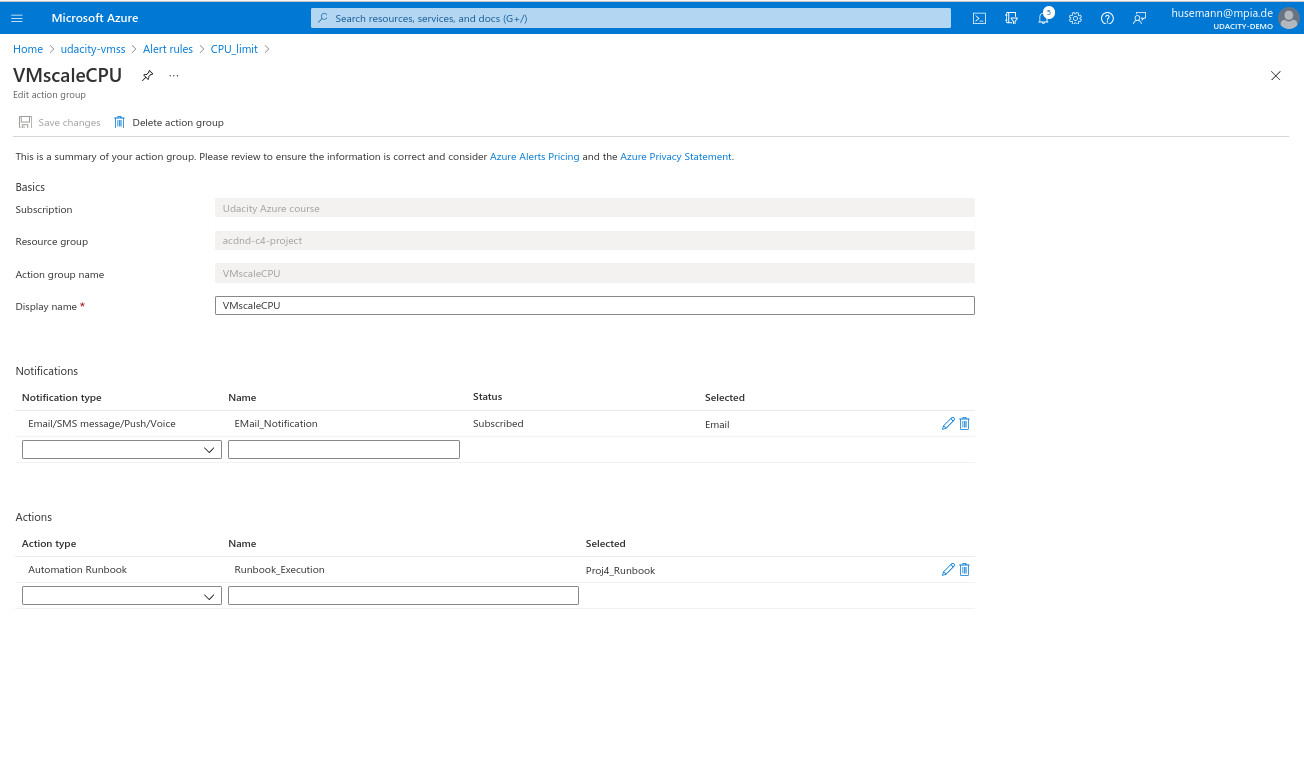 Microsoft Azure
Search resources, services, and docs (G+/)
5
husemann@mpia.de
UDACITY-DEMO
Home > udacity-vmss > Alert rules > CPU_limit >
VMscaleCPU ...
Edit action group
Save changes Delete action group
This is a summary of your action group. Please review to ensure the information is correct and consider Azure Alerts Pricing and the Azure Privacy Statement.
Basics
Subscription Udacity Azure course
Resource group acdnd-c4-project
Action group name VMscaleCPU
Display name * VMscaleCPU
Notifications
Notification type Name Status Selected
Email/SMS message/Push/Voice EMail_Notification Subscribed Email
Actions
Action type Name Selected
Automation Runbook Runbook_Execution Proj4_Runbook